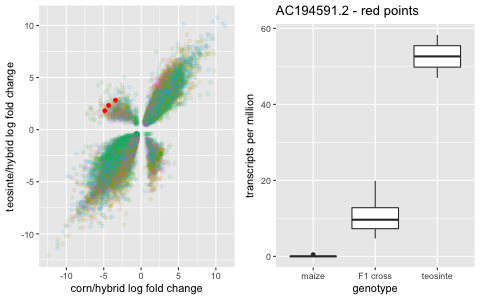 AC194591.2 - red points
teosinte/hybrid log fold change
10
5
0
-5
-10
-10
-5
0
5
10
corn/hybrid log fold change
transcripts per million
60
40
20
0
maize
F1 cross
teosinte
genotype